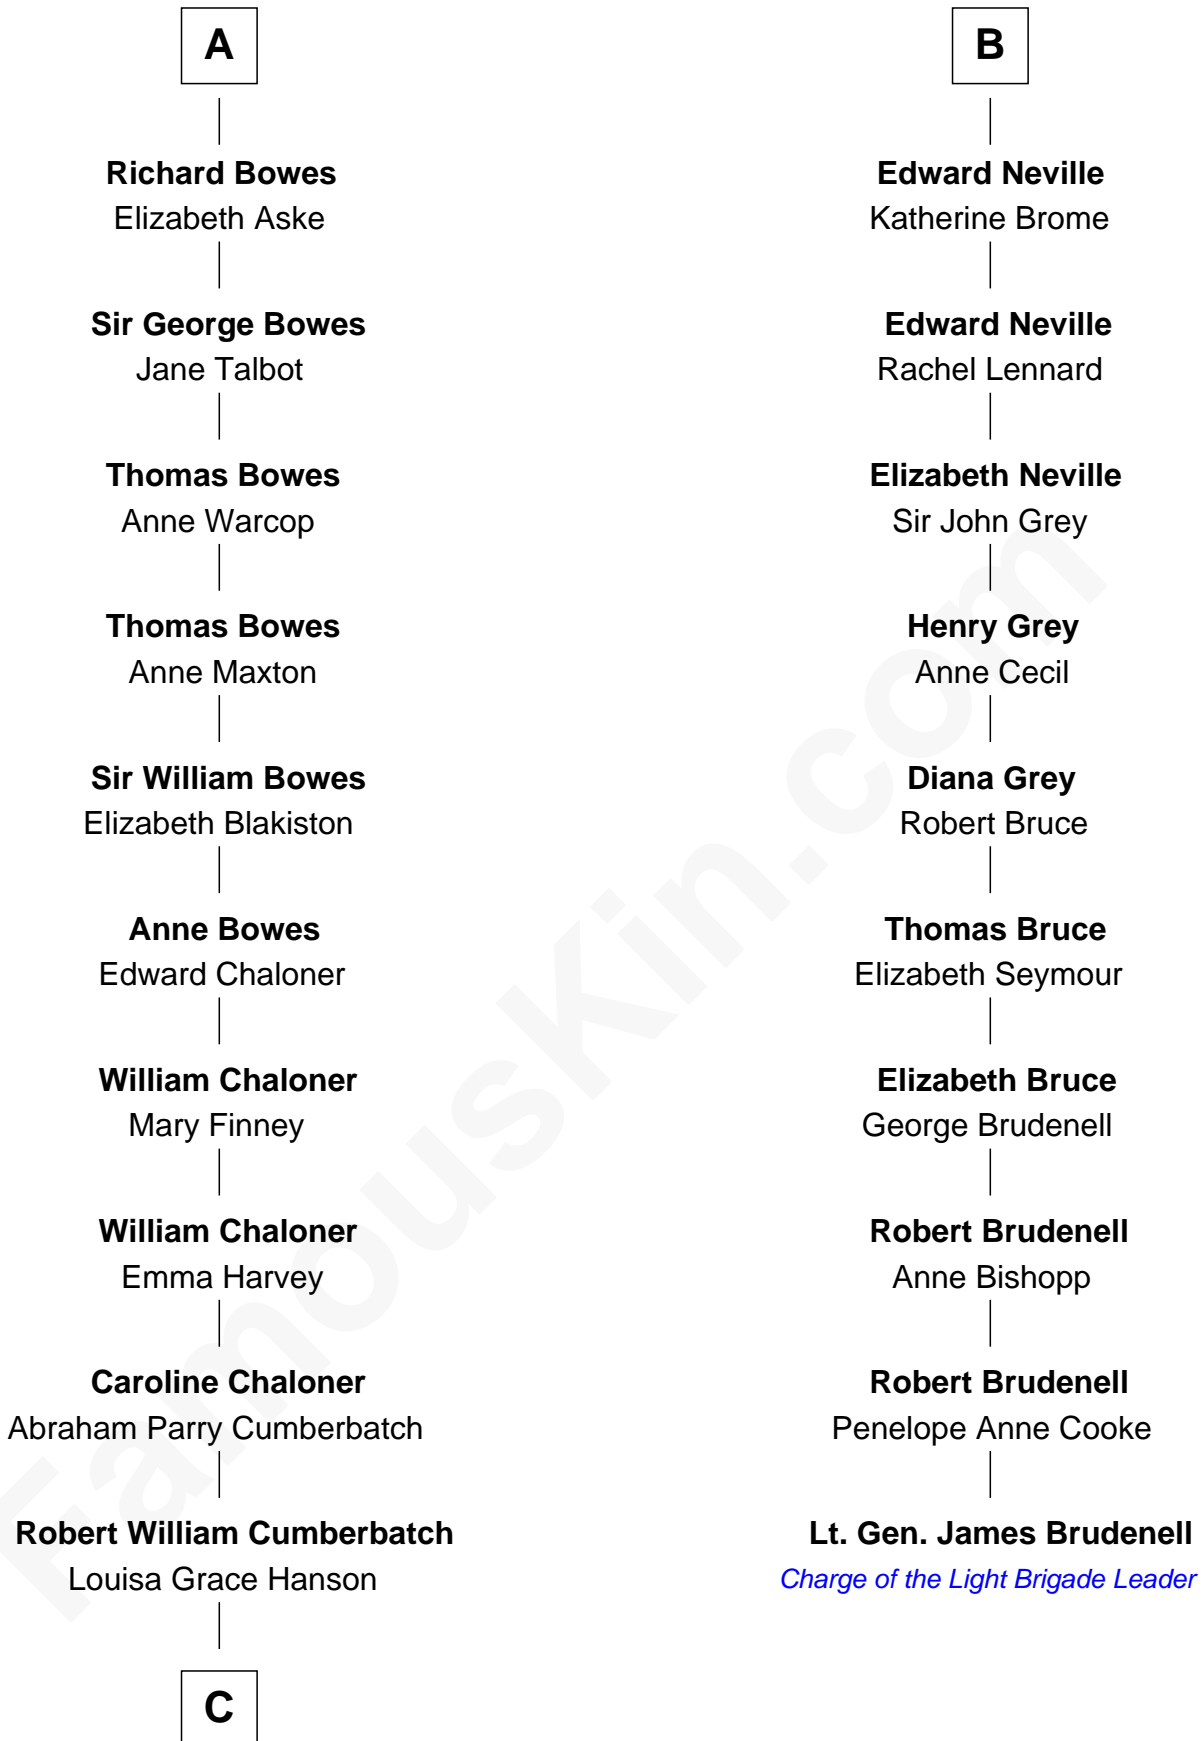 A
Richard Bowes
Elizabeth Aske
Sir George Bowes
Jane Talbot
Thomas Bowes
Anne Warcop
Thomas Bowes
Anne Maxton
Sir William Bowes
Elizabeth Blakiston
Anne Bowes
Edward Chaloner
William Chaloner
Mary Finney
William Chaloner
Emma Harvey
Caroline Chaloner
Abraham Parry Cumberbatch
Robert William Cumberbatch
Louisa Grace Hanson
C
B
Edward Neville
Katherine Brome
Edward Neville
Rachel Lennard
Elizabeth Neville
Sir John Grey
Henry Grey
Anne Cecil
Diana Grey
Robert Bruce
Thomas Bruce
Elizabeth Seymour
Elizabeth Bruce
George Brudenell
Robert Brudenell
Anne Bishopp
Robert Brudenell
Penelope Anne Cooke
Lt. Gen. James Brudenell
Charge of the Light Brigade Leader
FamousKin.com